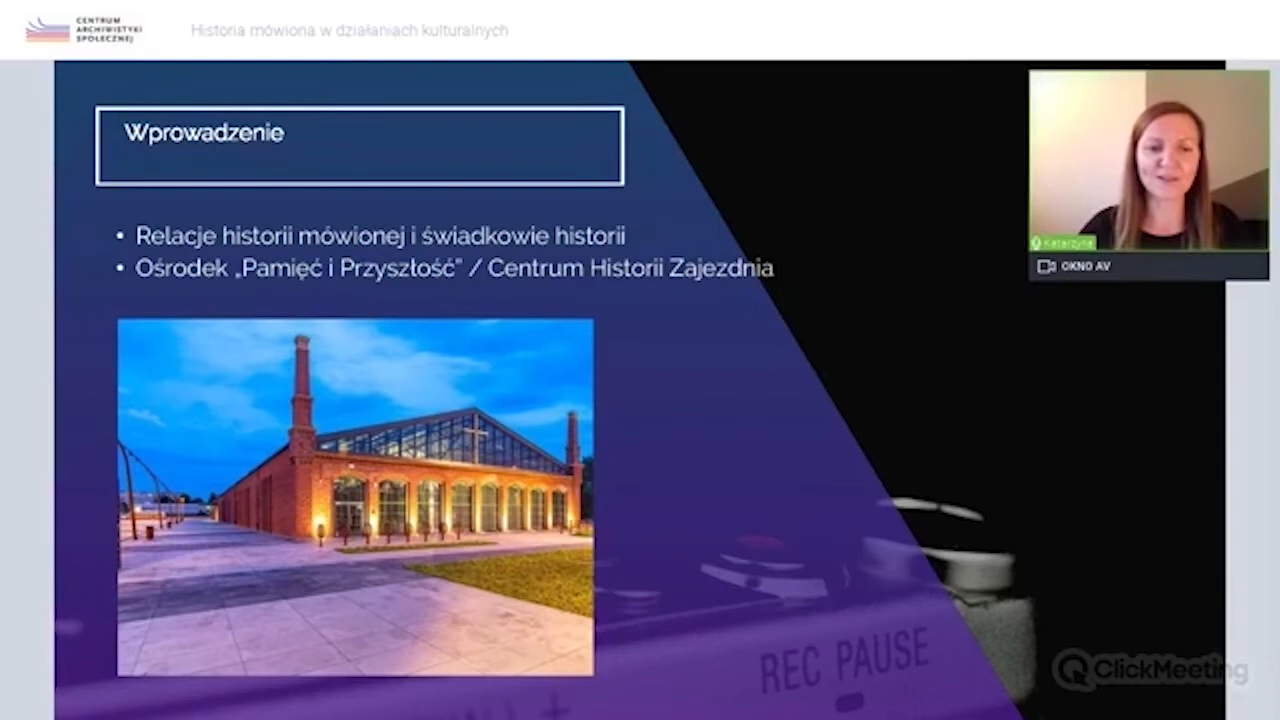 CENTRUM
ARCHIWISTYKI
SPOŁECZNEJ
Historia mówiona w działaniach kulturalnych
Wprowadzenie
• Relacje historii mówionej i świadkowie historii
• Ośrodek „Pamięć i Przyszłość” / Centrum Historii Zajezdnia
Katarzyna
OKNO AV
REC PAUSE
ClickMeeting